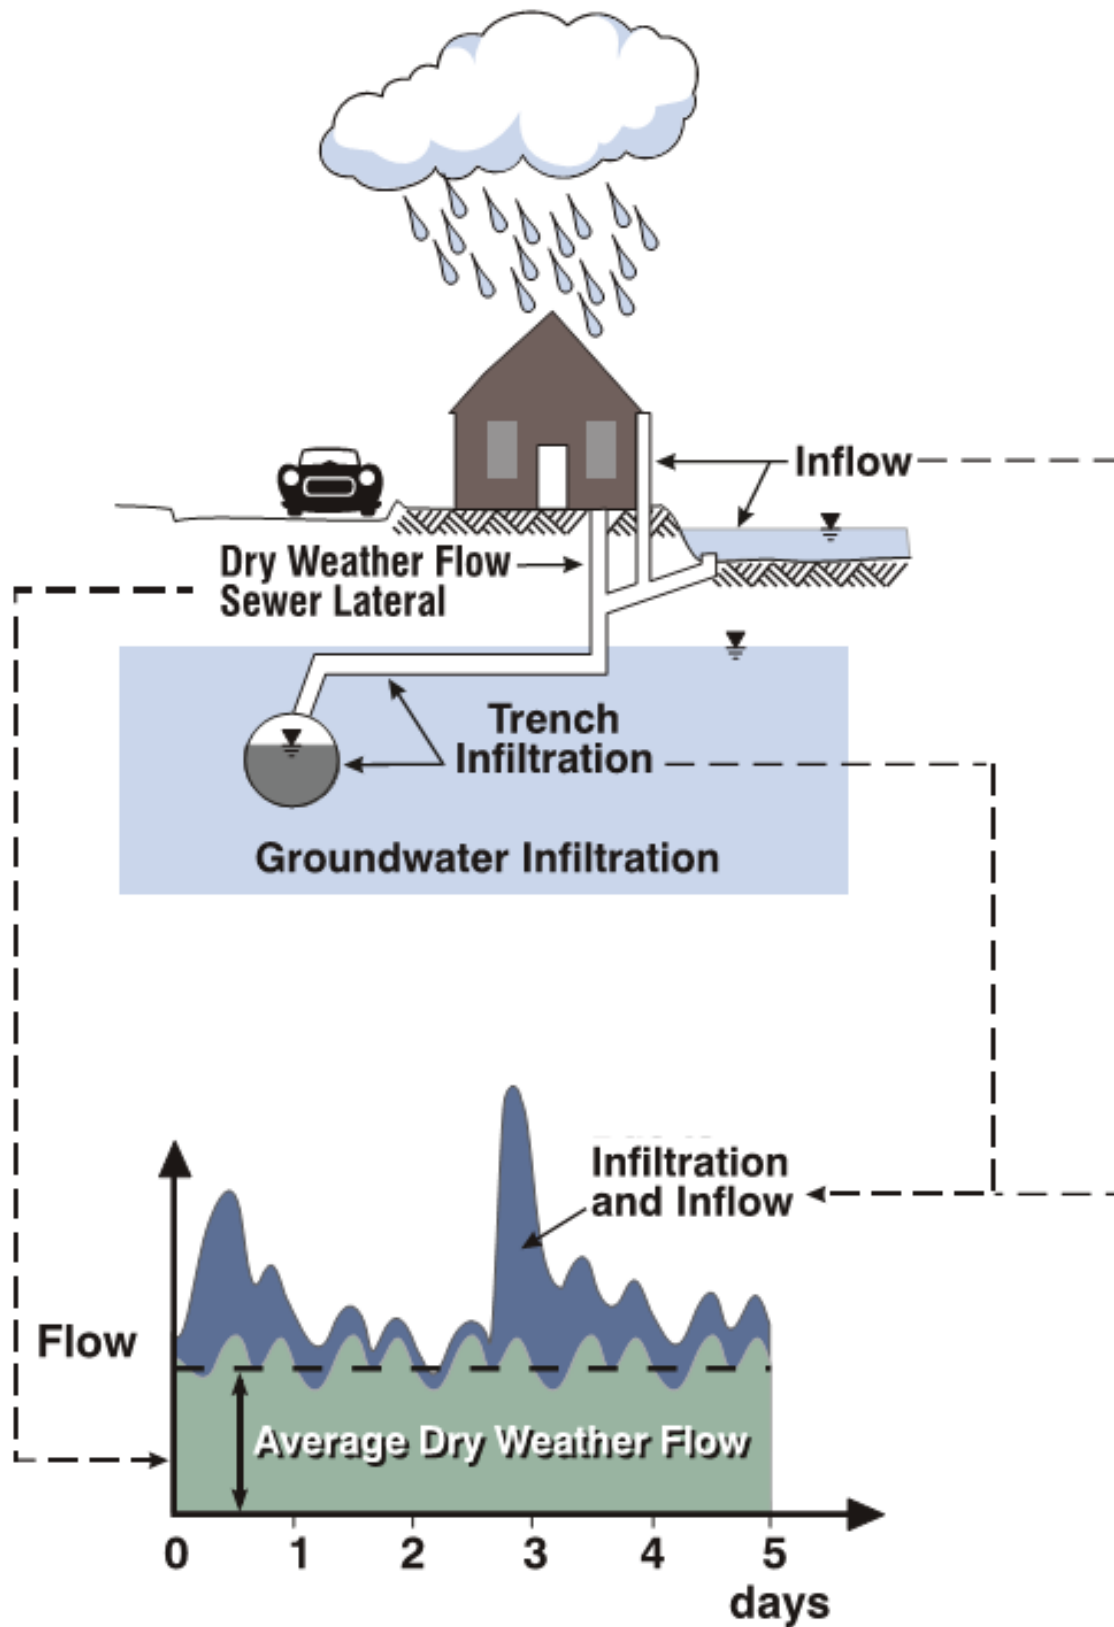 Inflow
Dry Weather Flow
Sewer Lateral
Trench
Infiltration
Groundwater Infiltration
Infiltration
and Inflow
Flow
Average Dry Weather Flow
0 1 2 3 4 5
days